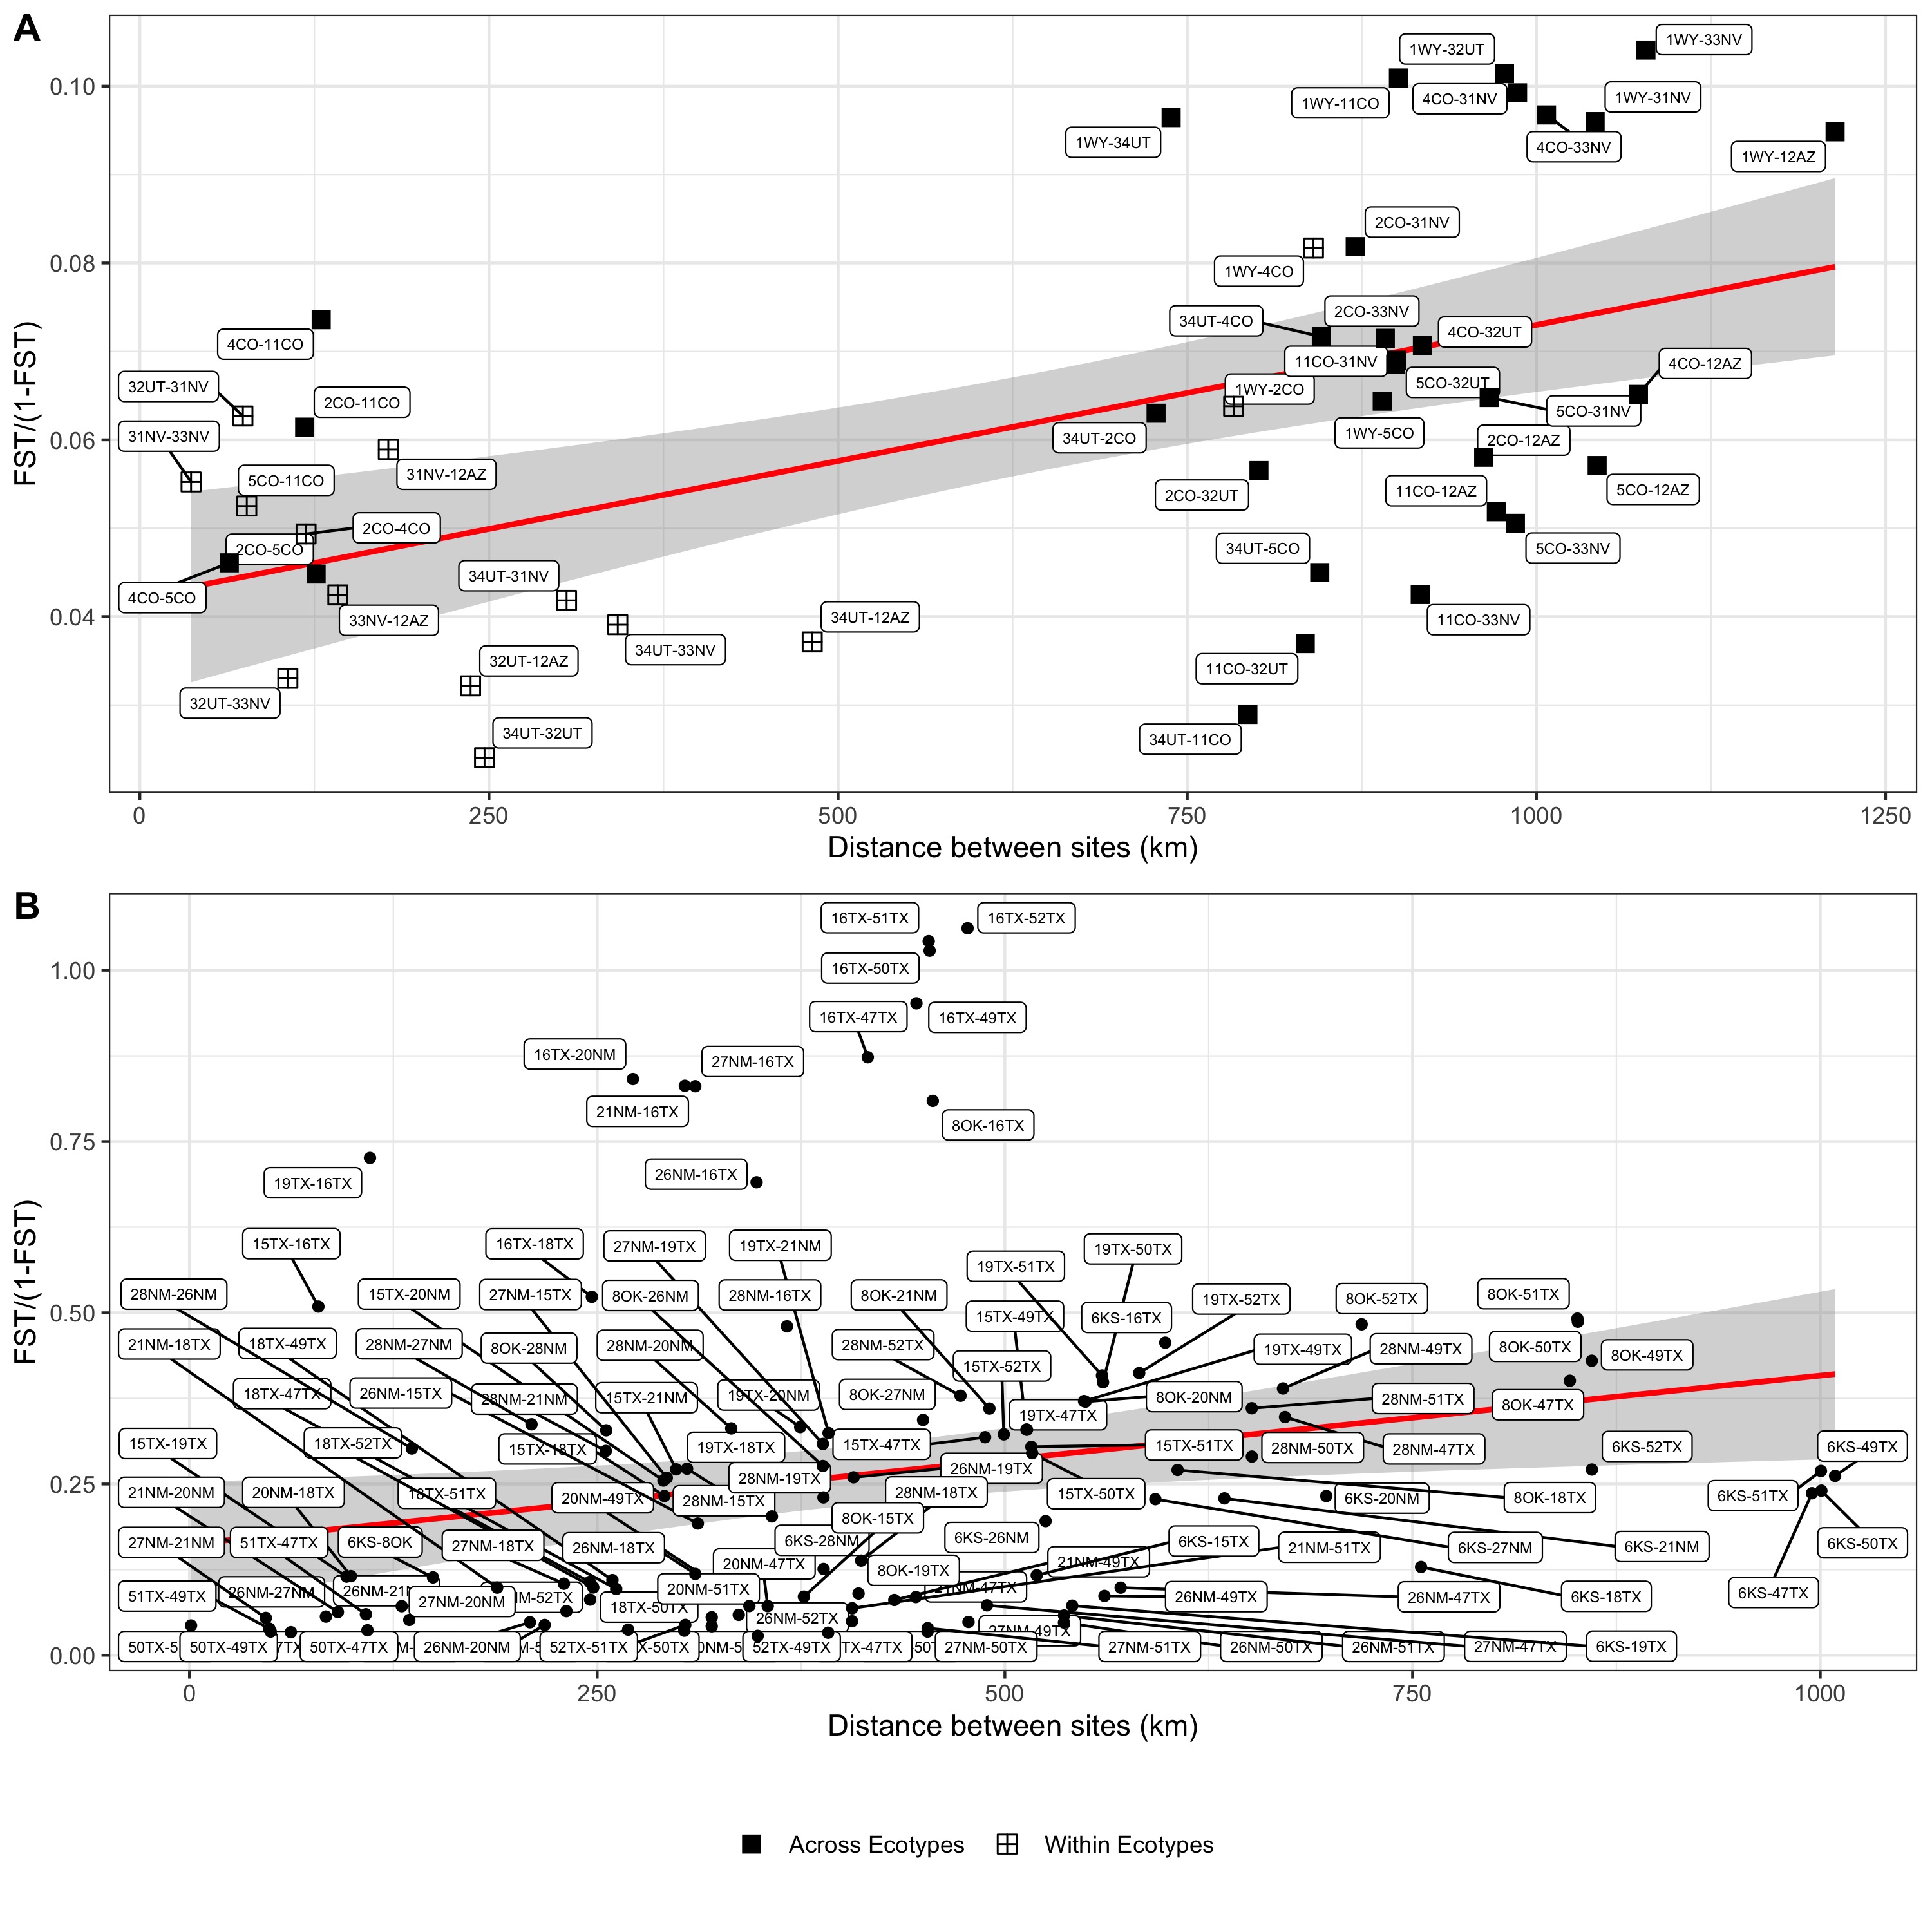 A
FST/(1-FST)
0.10
0.08
0.06
0.04
1WY-33NV
1WY-32UT
1WY-11CO
4CO-31NV
1WY-31NV
1WY-34UT
4CO-33NV
1WY-12AZ
2CO-31NV
1WY-4CO
34UT-4CO
2CO-33NV
4CO-32UT
4CO-11CO
11CO-31NV
4CO-12AZ
32UT-31NV
2CO-11CO
1WY-2CO
5CO-32UT
5CO-31NV
31NV-33NV
34UT-2CO
1WY-5CO
2CO-12AZ
5CO-11CO
31NV-12AZ
2CO-32UT
11CO-12AZ
5CO-12AZ
2CO-4CO
2CO-5CO
34UT-5CO
5CO-33NV
4CO-5CO
34UT-31NV
33NV-12AZ
34UT-12AZ
11CO-33NV
34UT-33NV
32UT-12AZ
11CO-32UT
32UT-33NV
34UT-32UT
34UT-11CO
0
250
500
750
1000
1250
Distance between sites (km)
B
FST/(1-FST)
1.00
0.75
0.50
0.25
0.00
16TX-51TX
16TX-52TX
16TX-50TX
16TX-47TX
16TX-49TX
16TX-20NM
27NM-16TX
21NM-16TX
8OK-16TX
26NM-16TX
19TX-16TX
15TX-16TX
16TX-18TX
27NM-19TX
19TX-21NM
19TX-50TX
19TX-51TX
28NM-26NM
15TX-20NM
27NM-15TX
8OK-26NM
28NM-16TX
8OK-21NM
19TX-52TX
8OK-52TX
8OK-51TX
15TX-49TX
6KS-16TX
21NM-18TX
18TX-49TX
28NM-27NM
8OK-28NM
28NM-20NM
28NM-52TX
19TX-49TX
28NM-49TX
8OK-50TX
8OK-49TX
15TX-52TX
18TX-47TX
26NM-15TX
28NM-21NM
15TX-21NM
19TX-20NM
8OK-27NM
19TX-47TX
8OK-20NM
28NM-51TX
8OK-47TX
15TX-19TX
18TX-52TX
15TX-18TX
19TX-18TX
15TX-47TX
15TX-51TX
28NM-50TX
28NM-47TX
6KS-52TX
6KS-49TX
28NM-19TX
26NM-19TX
21NM-20NM
20NM-18TX
18TX-51TX
20NM-49TX
28NM-15TX
28NM-18TX
15TX-50TX
6KS-20NM
8OK-18TX
6KS-51TX
8OK-15TX
27NM-21NM
51TX-47TX
6KS-8OK
27NM-18TX
26NM-18TX
6KS-28NM
6KS-26NM
6KS-15TX
21NM-51TX
6KS-27NM
6KS-21NM
6KS-50TX
20NM-47TX
8OK-19TX
21NM-49TX
51TX-49TX
26NM-27NM
27NM-20NM
20NM-51TX
26NM-49TX
26NM-47TX
6KS-18TX
6KS-47TX
18TX-50TX
26NM-52TX
27NM-49TX
50TX-49TX
50TX-47TX
26NM-20NM
52TX-51TX
52TX-49TX
27NM-50TX
27NM-51TX
26NM-50TX
26NM-51TX
27NM-47TX
6KS-19TX
0
250
500
750
1000
Distance between sites (km)
Across Ecotypes
Within Ecotypes